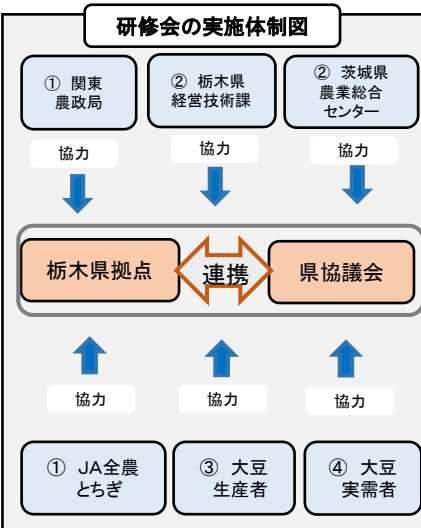 研修会の実施体制図
① 関東
農政局
② 栃木県
経営技術課
② 茨城県
農業総合
センター
協力
協力
協力
栃木県拠点
連携
県協議会
協力
協力
協力
① JA全農
とちぎ
③ 大豆
生産者
④ 大豆
実需者